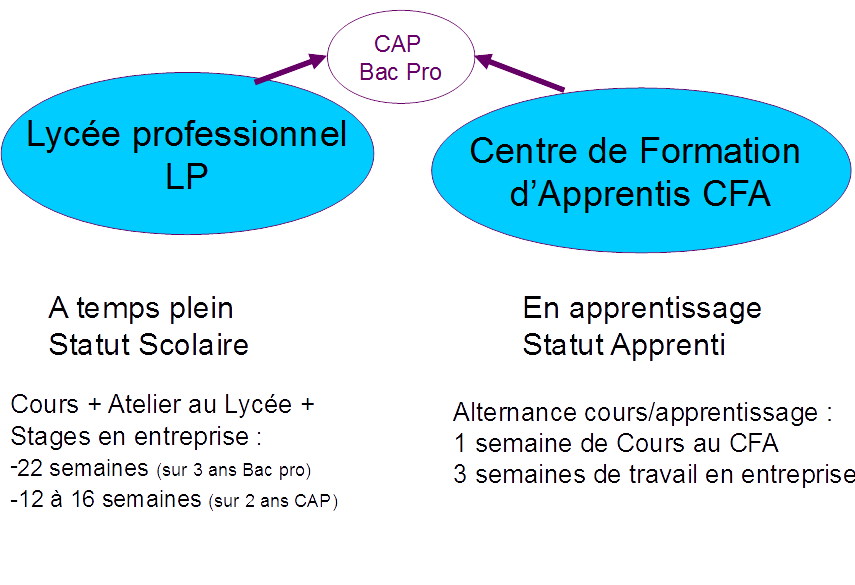 CAP
Bac Pro
Lycée professionnel
LP
Centre de Formation
d’Apprentis CFA
A temps plein
Statut Scolaire
En apprentissage
Statut Apprenti
Cours + Atelier au Lycée +
Stages en entreprise :
-22 semaines (sur 3 ans Bac pro)
-12 à 16 semaines (sur 2 ans CAP)
Alternance cours/apprentissage :
1 semaine de Cours au CFA
3 semaines de travail en entreprise